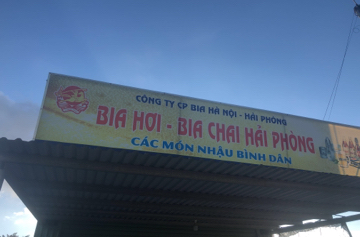 CÔNG TY CP BIA HÀ NỘI - HẢI PHÒNG
BIA HƠI - BIA CHAI HẢI PHÒNG
CÁC MÓN NHẬU BÌNH DÂN